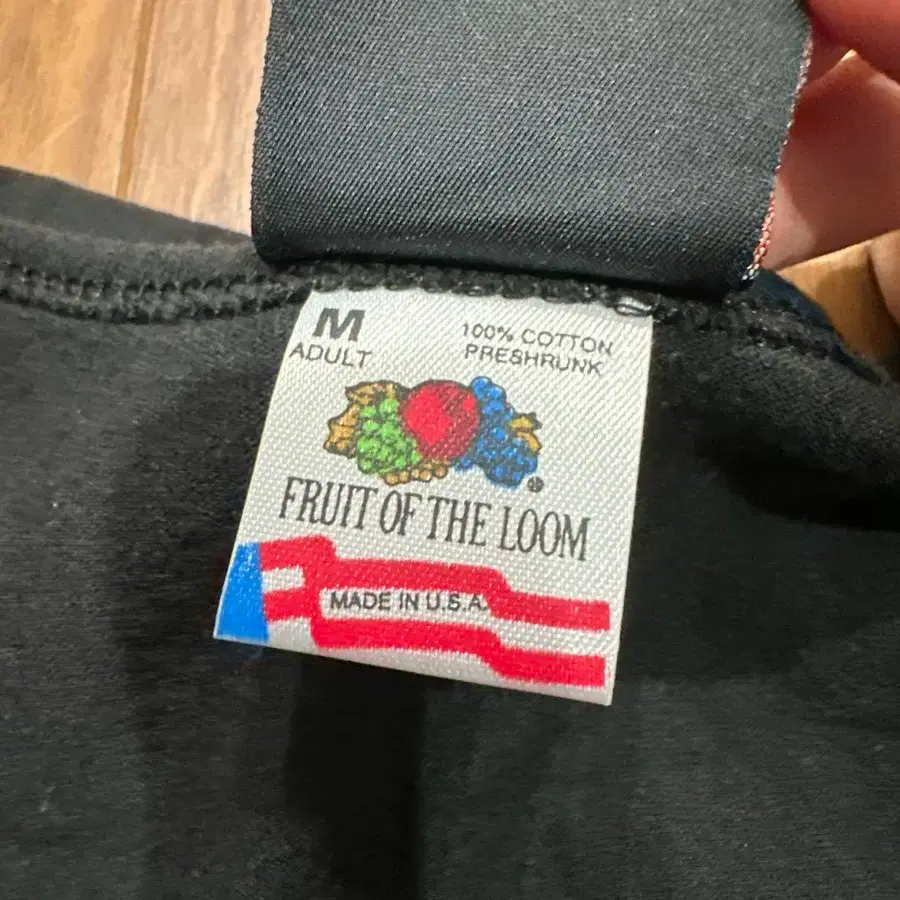 M
ADULT
100% COTTON
PRESHRUNK
FRUIT OF THE LOOM
MADE IN U.S.A.